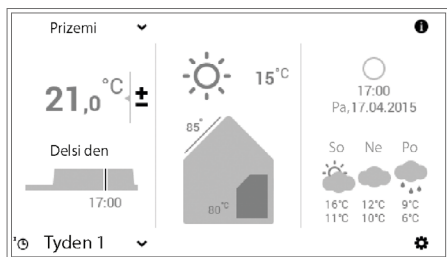 Prizemi
21,0 °C ±
Delsi den
17:00
Tyden 1
15°C
85°
80°C
17:00
Pa,17.04.2015
So Ne Po
16°C 12°C 9°C
11°C 10°C 6°C